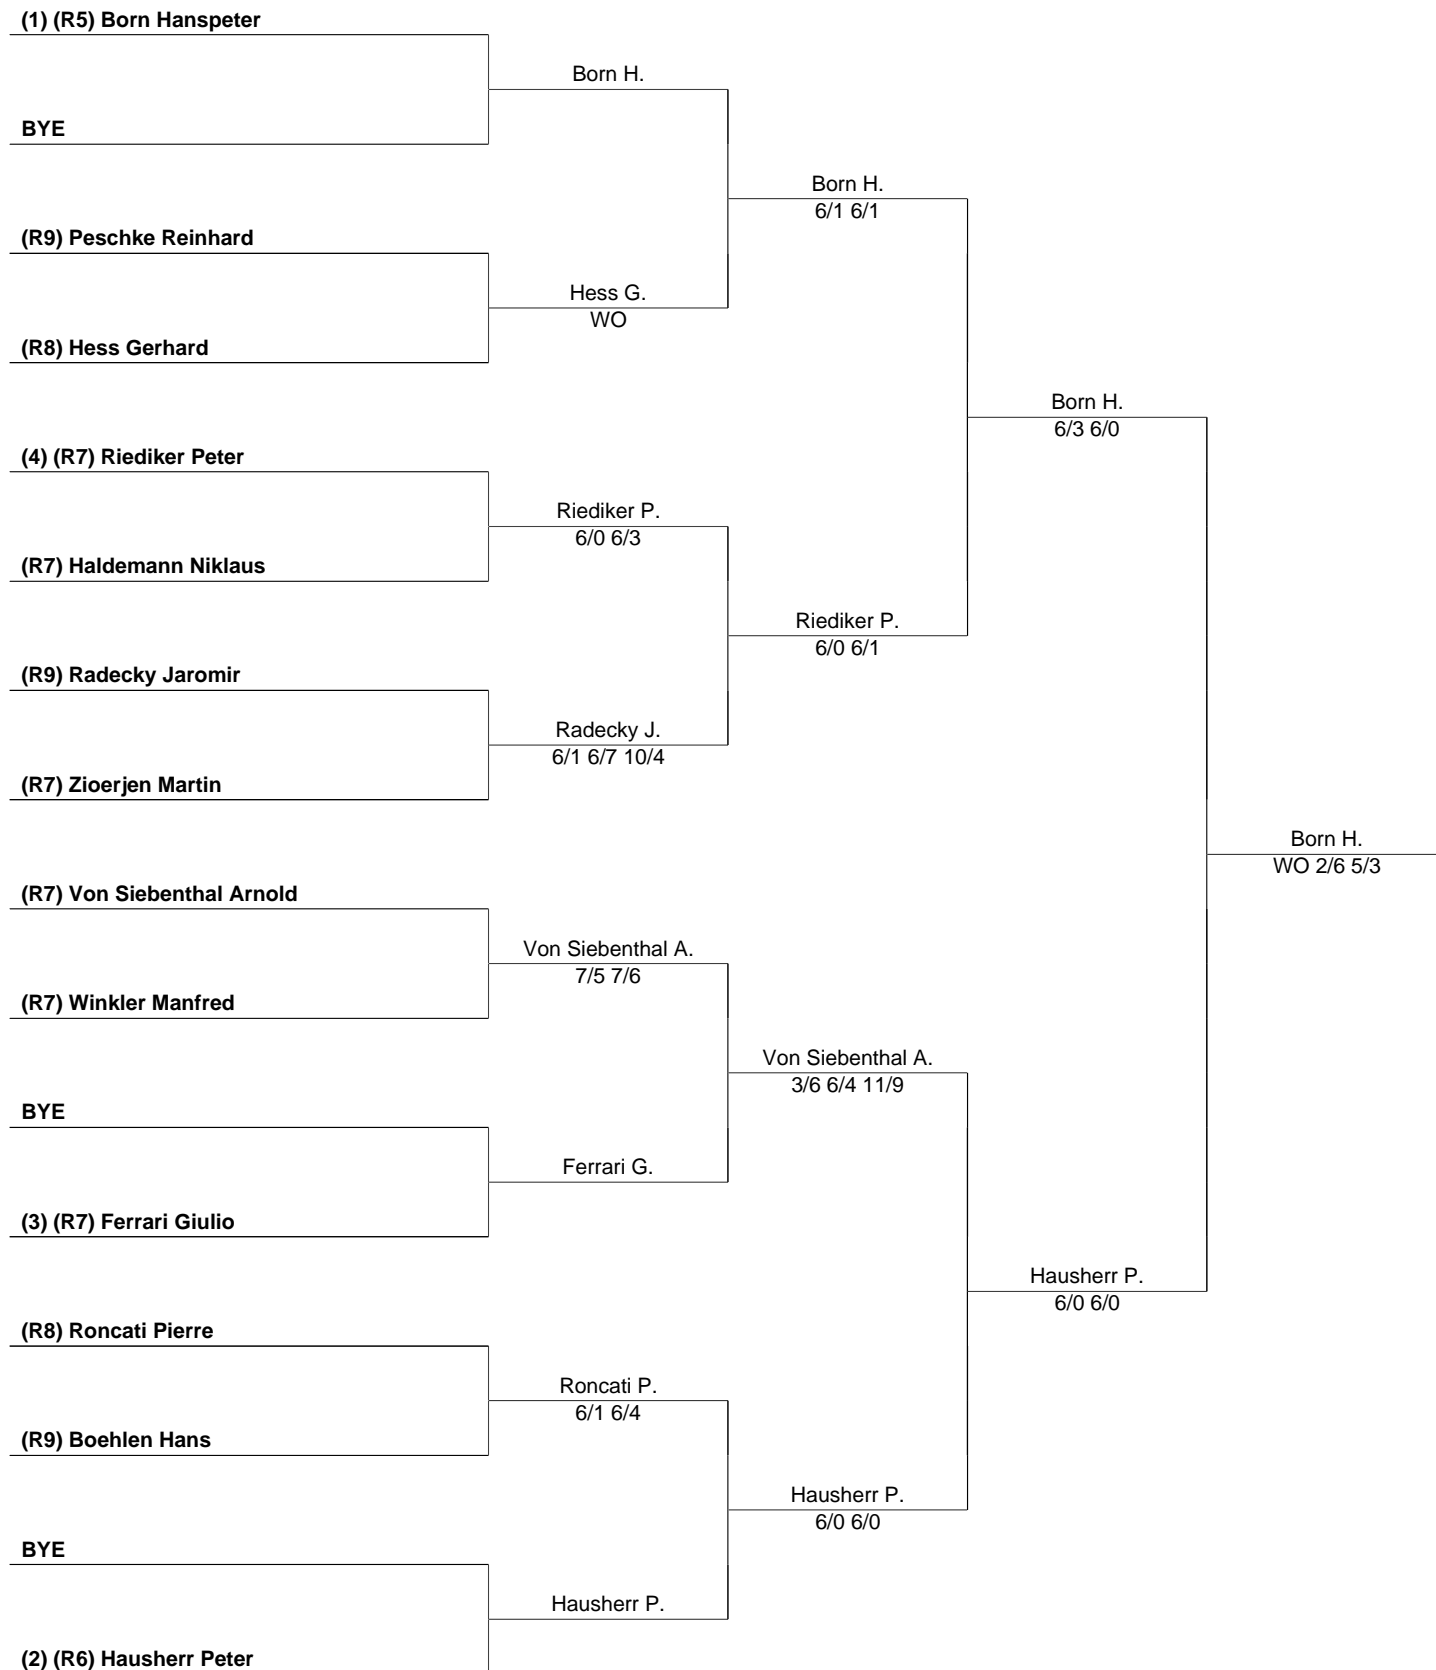 (1) (R5) Born Hanspeter
Born H.
BYE
Born H.
6/1 6/1
(R9) Peschke Reinhard
Hess G.
WO
(R8) Hess Gerhard
Born H.
6/3 6/0
(4) (R7) Riediker Peter
Riediker P.
6/0 6/3
(R7) Haldemann Niklaus
Riediker P.
6/0 6/1
(R9) Radecky Jaromir
Radecky J.
6/1 6/7 10/4
(R7) Zioerjen Martin
Born H.
WO 2/6 5/3
(R7) Von Siebenthal Arnold
Von Siebenthal A.
7/5 7/6
(R7) Winkler Manfred
Von Siebenthal A.
3/6 6/4 11/9
BYE
Ferrari G.
(3) (R7) Ferrari Giulio
Hausherr P.
6/0 6/0
(R8) Roncati Pierre
Roncati P.
6/1 6/4
(R9) Boehlen Hans
Hausherr P.
6/0 6/0
BYE
Hausherr P.
(2) (R6) Hausherr Peter